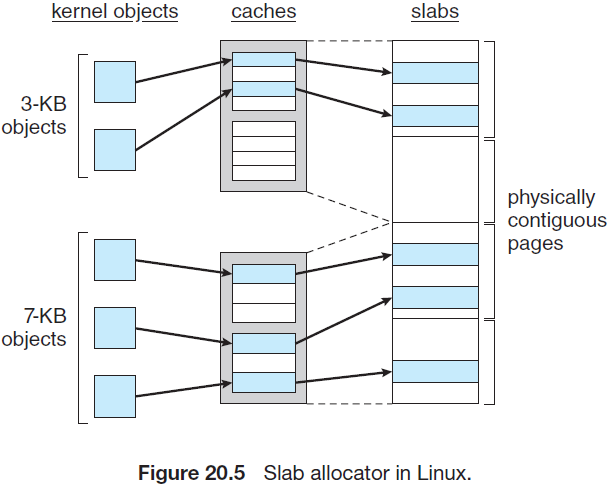 kernel objects
caches
slabs
3-KB
objects
physically
contiguous
pages
7-KB
objects
Figure 20.5 Slab allocator in Linux.